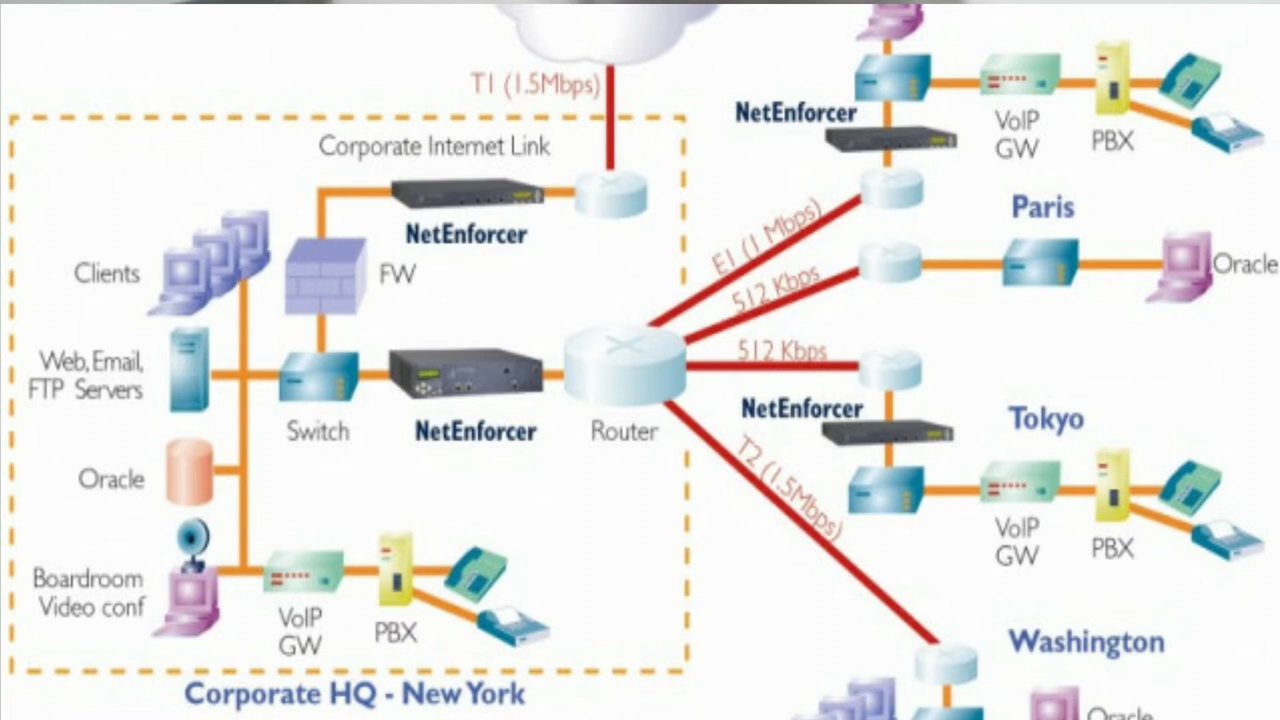 T1 (1.5Mbps)
Corporate Internet Link
NetEnforcer
Clients
FW
Web, Email,
FTP Servers
Switch
NetEnforcer
Router
Oracle
Boardroom
Video conf
VoIP
GW
PBX
Corporate HQ - New York
NetEnforcer
VoIP
GW
PBX
E1 (1 Mbps)
Paris
512 Kbps
Oracle
512 Kbps
NetEnforcer
Tokyo
T2 (1.5Mbps)
VoIP
GW
PBX
Washington
Oracle